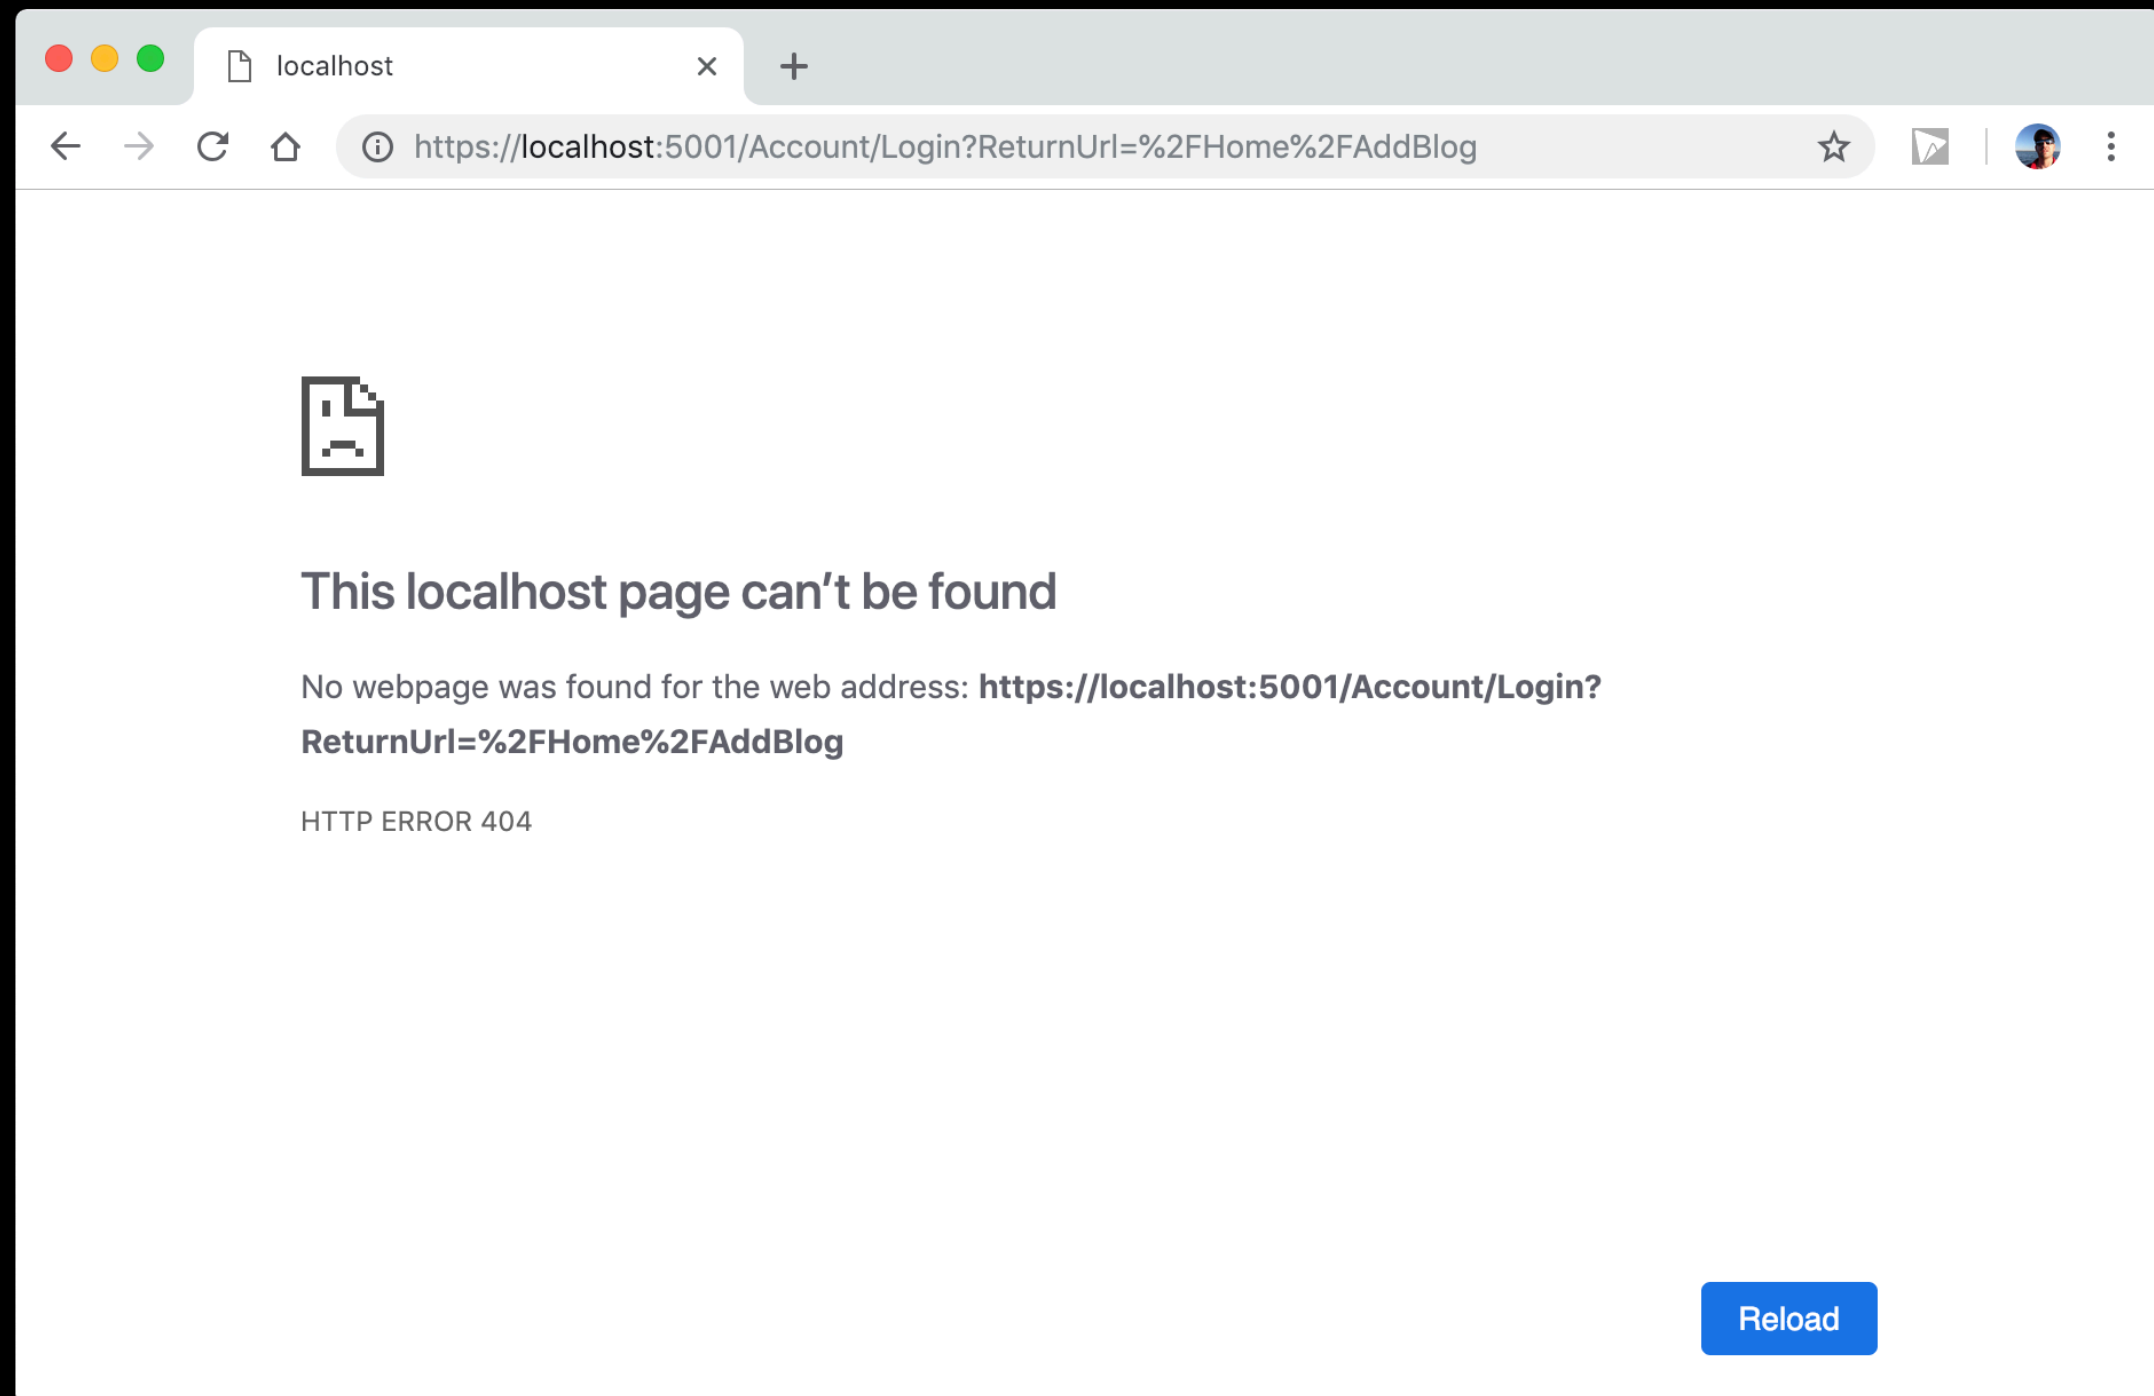 localhost
https://localhost:5001/Account/Login?ReturnUrl=%2FHome%2FAddBlog
This localhost page can’t be found
No webpage was found for the web address: https://localhost:5001/Account/Login?
ReturnUrl=%2FHome%2FAddBlog
HTTP ERROR 404
Reload